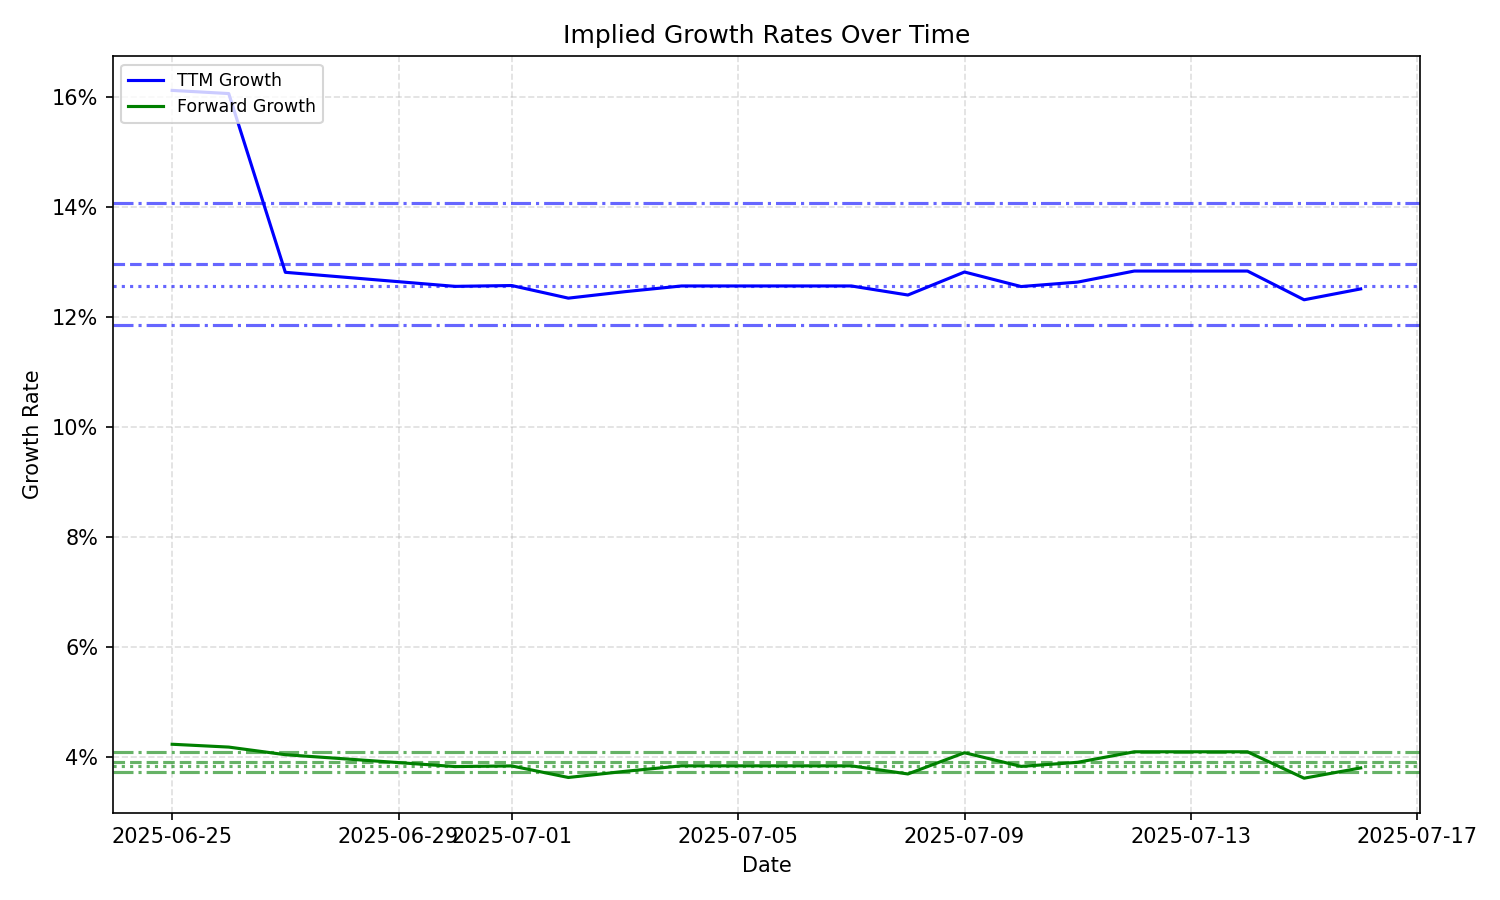 Implied Growth Rates Over Time
TTM Growth
Forward Growth
16%
14%
12%
10%
8%
6%
4%
Growth Rate
2025-06-25
2025-06-29
2025-07-01
2025-07-05
2025-07-09
2025-07-13
2025-07-17
Date